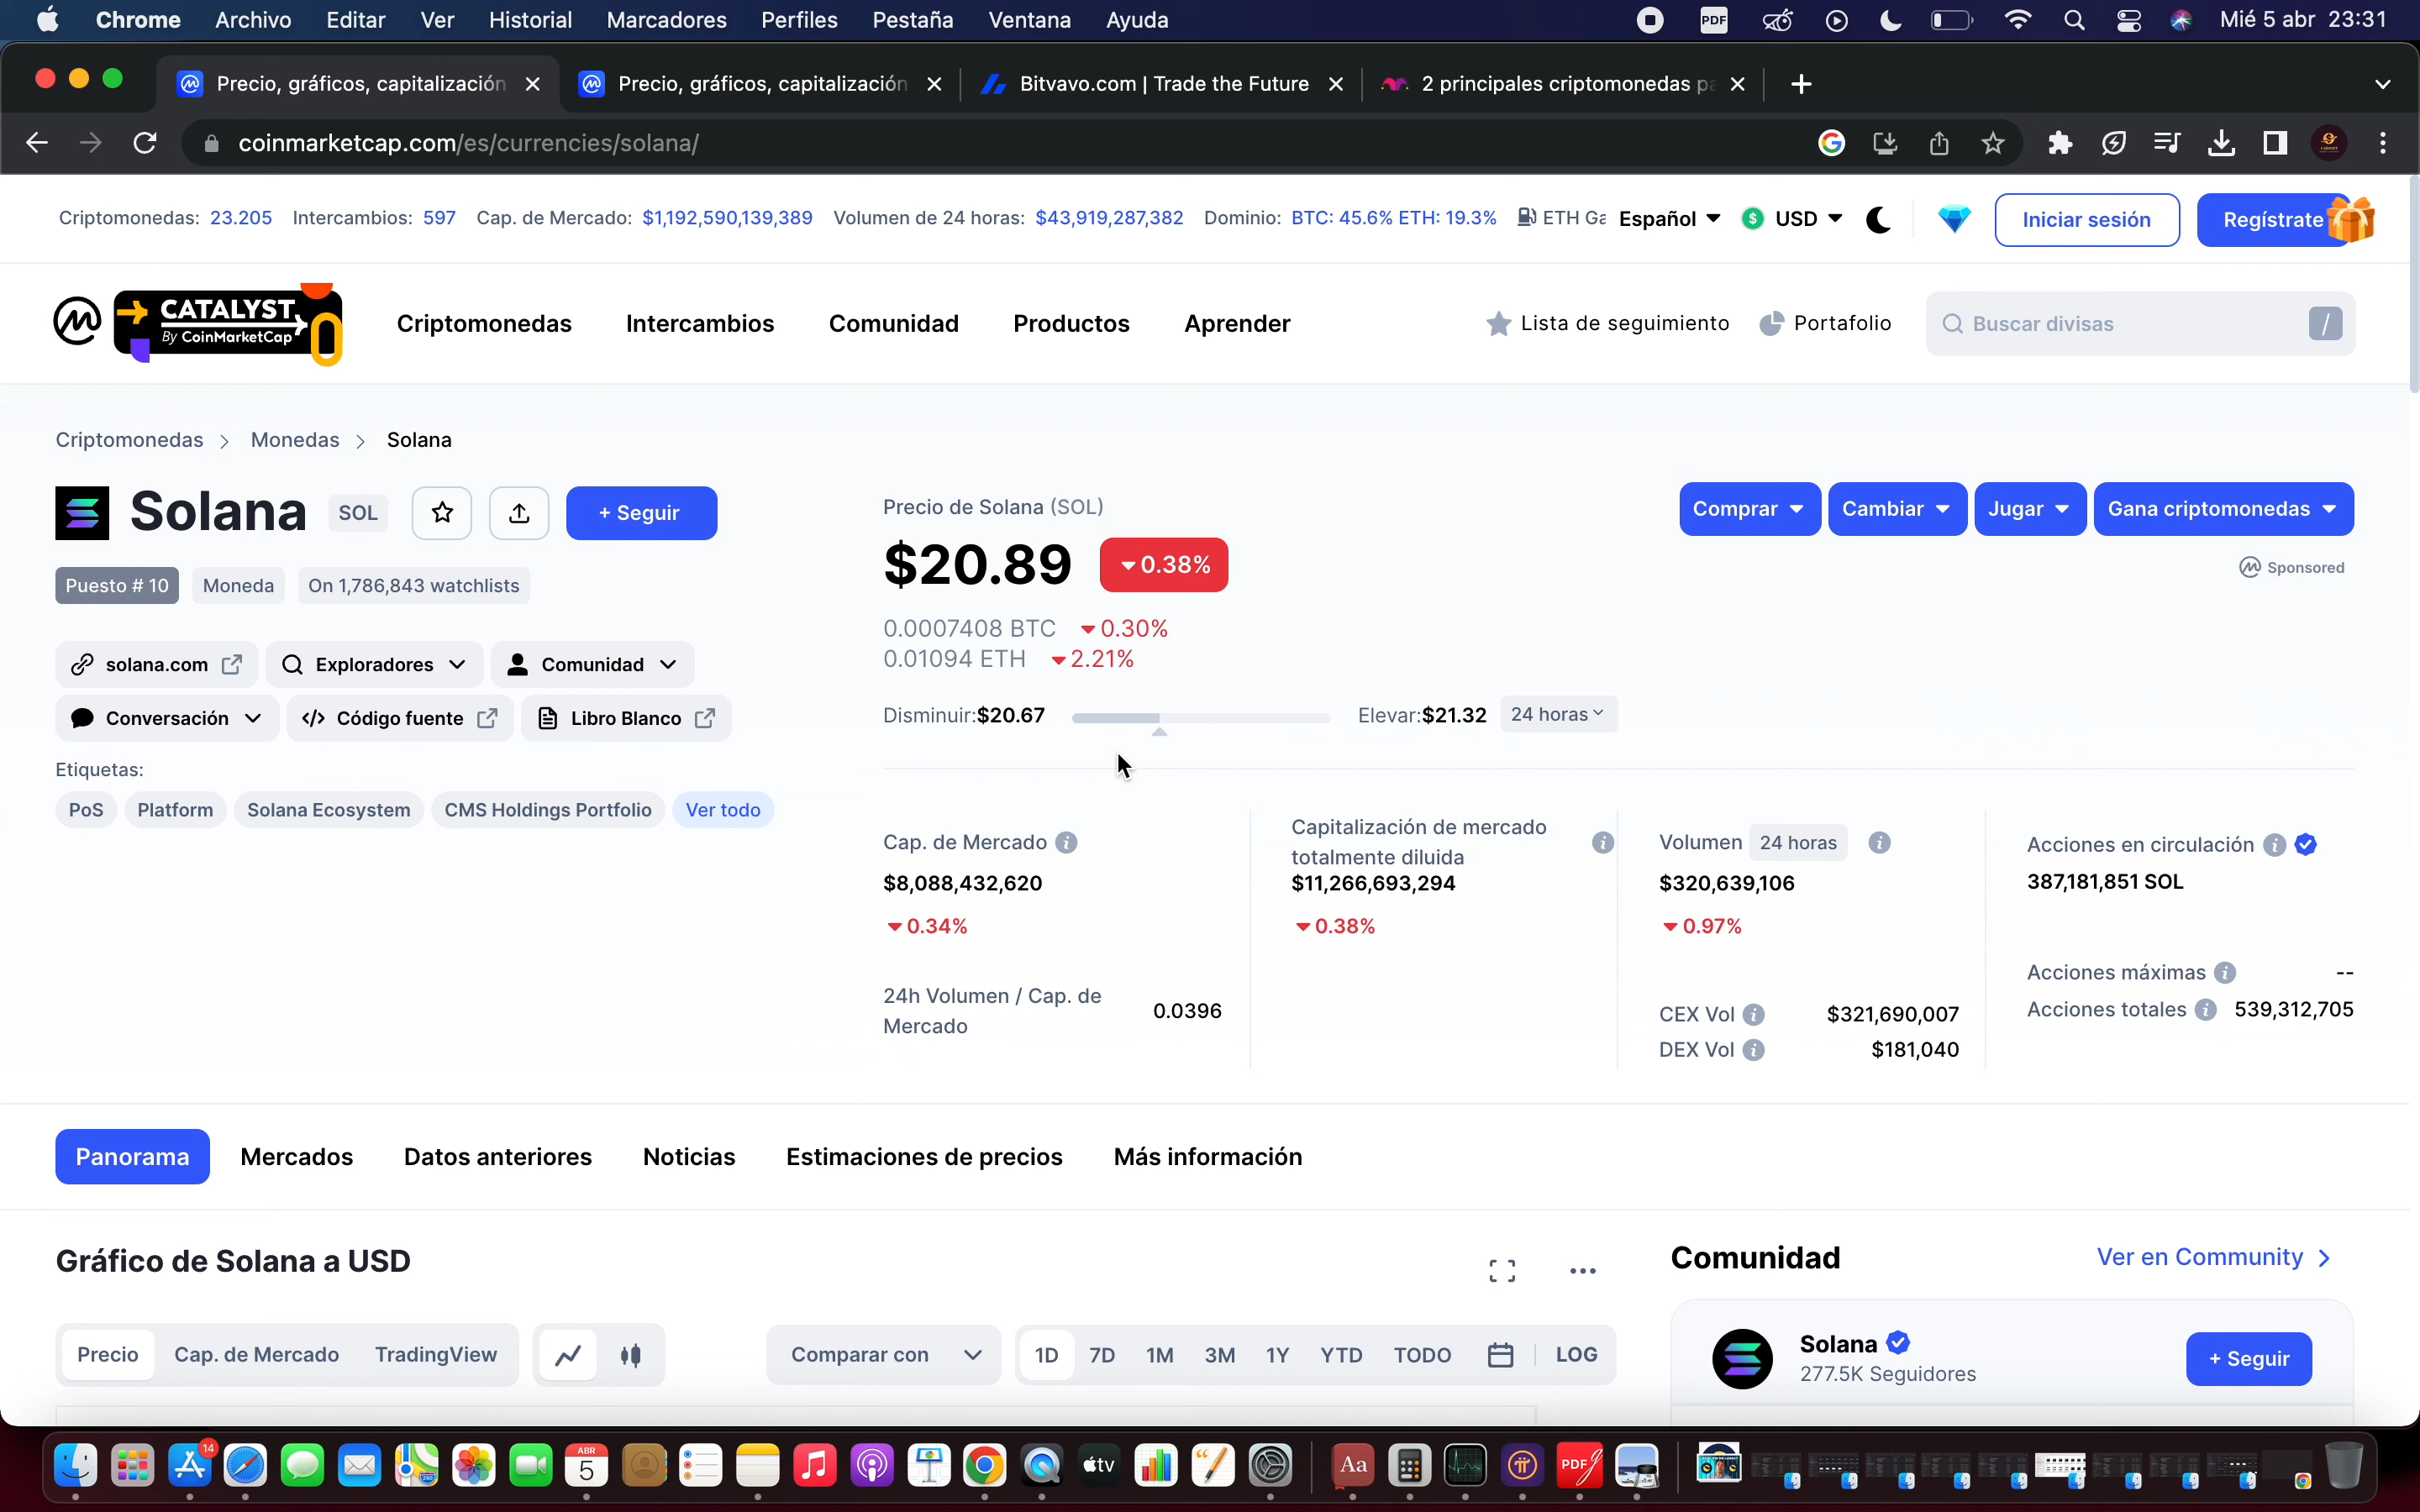 Chrome Archivo Editar Ver Historial Marcadores Perfiles Pestaña Ventana Ayuda PDF Mié 5 abr 23:31
Precio, gráficos, capitalización Precio, gráficos, capitalización Bitvavo.com | Trade the Future 2 principales criptomonedas pa
coinmarketcap.com/es/currencies/solana/
Criptomonedas: 23.205 Intercambios: 597 Cap. de Mercado: $1,192,590,139,389 Volumen de 24 horas: $43,919,287,382 Dominio: BTC: 45.6% ETH: 19.3% ETH Ga Español USD Iniciar sesión Regístrate
CATALYST
By CoinMarketCap
Criptomonedas Intercambios Comunidad Productos Aprender Lista de seguimiento Portafolio Buscar divisas /
Criptomonedas > Monedas > Solana
Solana SOL + Seguir
Puesto # 10 Moneda On 1,786,843 watchlists
solana.com Exploradores Comunidad
Conversación Código fuente Libro Blanco
Etiquetas:
PoS Platform Solana Ecosystem CMS Holdings Portfolio Ver todo
Precio de Solana (SOL)
$20.89 0.38%
0.0007408 BTC 0.30%
0.01094 ETH 2.21%
Disminuir:$20.67 Elevar:$21.32 24 horas
Comprar Cambiar Jugar Gana criptomonedas
Sponsored
Cap. de Mercado
$8,088,432,620
0.34%
24h Volumen / Cap. de
Mercado
0.0396
Capitalización de mercado
totalmente diluida
$11,266,693,294
0.38%
Volumen 24 horas
$320,639,106
0.97%
CEX Vol $321,690,007
DEX Vol $181,040
Acciones en circulación
387,181,851 SOL
Acciones máximas --
Acciones totales 539,312,705
Panorama Mercados Datos anteriores Noticias Estimaciones de precios Más información
Gráfico de Solana a USD
Precio Cap. de Mercado TradingView Comparar con 1D 7D 1M 3M 1Y YTD TODO LOG
Comunidad Ver en Community
Solana
277.5K Seguidores
+ Seguir
14
ABR
5
tv
Aa
PDF